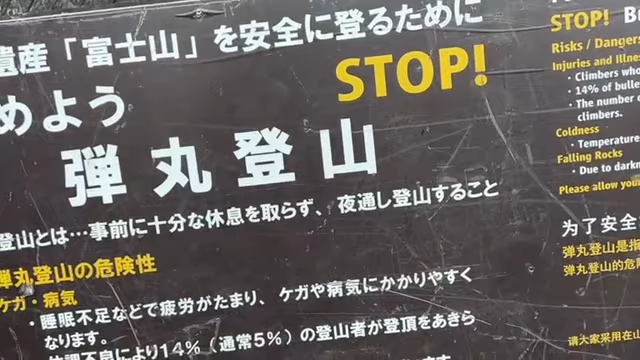 遺産「富士山」を安全に登るために
めよう
STOP!
弾丸登山
登山とは…事前に十分な休息を取らず、夜通し登山すること
弾丸登山の危険性
ケガ・病気
・睡眠不足などで疲労がたまり、ケガや病気にかかりやすく
なります。
体調不良により14%(通常5%)の登山者が登頂をあきら
STOP!
Risks / Dangers
Injuries and Illne
・Climbers who
・14% of bulle
・The number
climbers.
Coldness
・Temperature
Falling Rocks
・Due to darkn
Please allow you
为了安全
弹丸登山是指
弹丸登山的危险
请大家采用在山